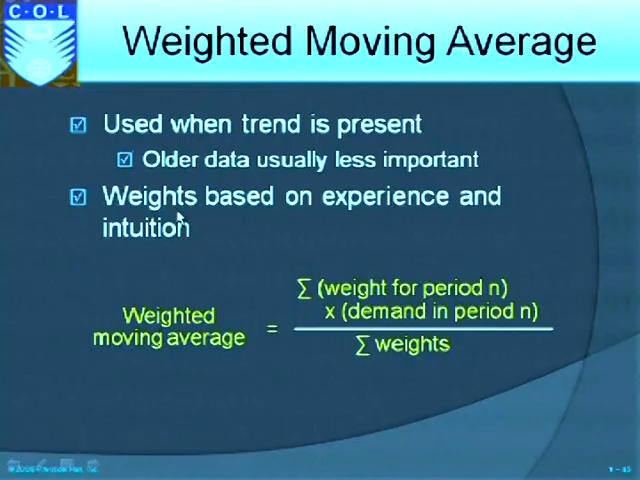 C·O·L
Weighted Moving Average
Used when trend is present
Older data usually less important
Weights based on experience and
intuition
∑ (weight for period n)
x (demand in period n)
Weighted
moving average
=
∑ weights